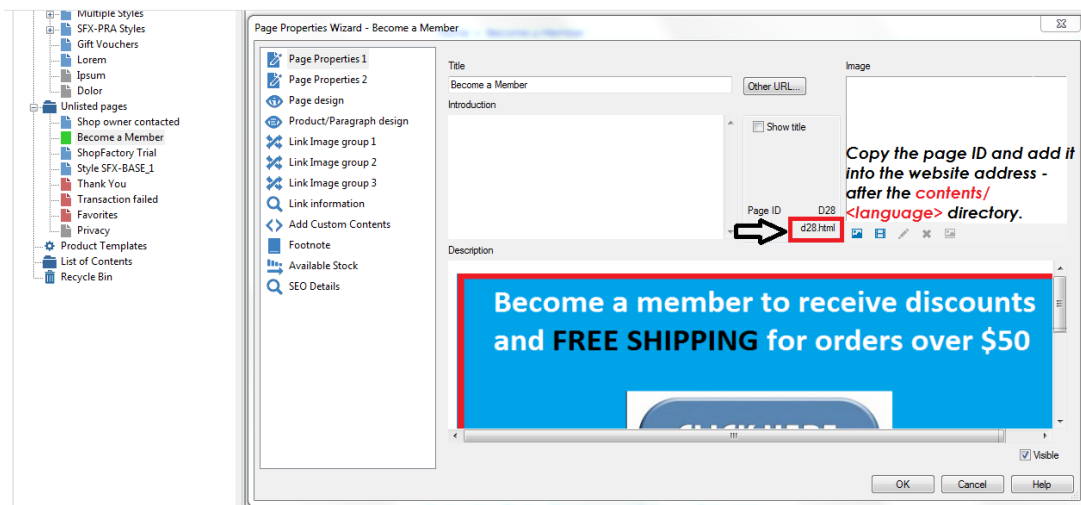 Multiple Styles
SFX-PRA Styles
Gift Vouchers
Lorem
Ipsum
Dolor
Unlisted pages
Shop owner contacted
Become a Member
ShopFactory Trial
Style SFX-BASE_1
Thank You
Transaction failed
Favorites
Privacy
Product Templates
List of Contents
Recycle Bin
Page Properties Wizard - Become a Member
Page Properties 1
Page Properties 2
Page design
Product/Paragraph design
Link Image group 1
Link Image group 2
Link Image group 3
Link information
Add Custom Contents
Footnote
Available Stock
SEO Details
Title
Become a Member
Other URL...
Introduction
Show title
Page ID D28
d28.html
Image
Copy the page ID and add it
into the website address -
after the contents/
<language> directory.
Description
Become a member to receive discounts
and FREE SHIPPING for orders over $50
CLICK HERE
Visible
OK Cancel Help